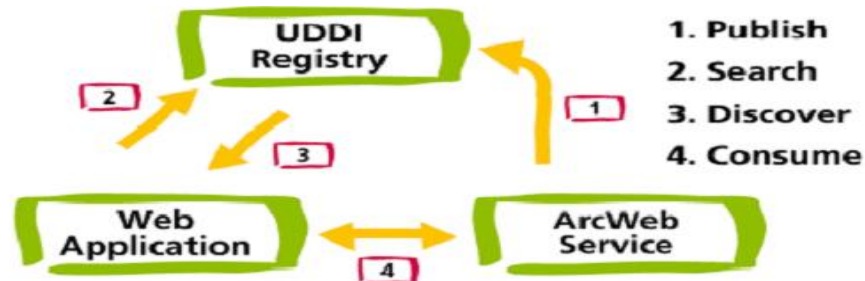 UDDI
Registry
1. Publish
2. Search
3. Discover
4. Consume
2
1
3
Web
Application
ArcWeb
Service
4